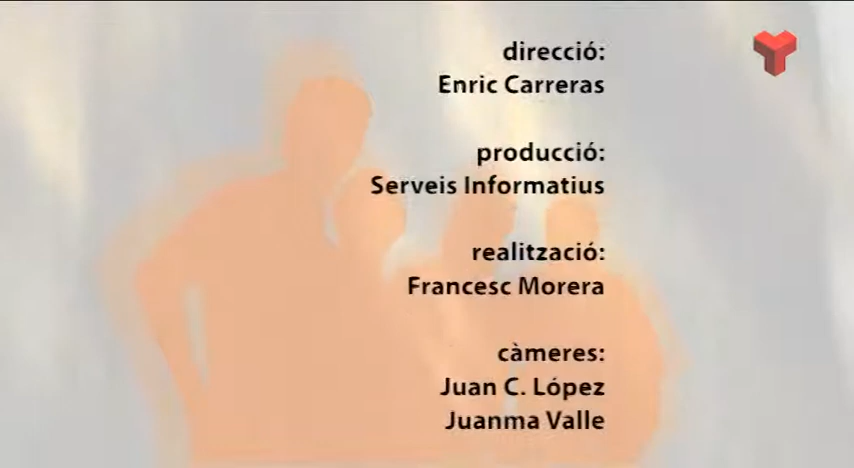 direcció:
Enric Carreras
producció:
Serveis Informatius
realització:
Francesc Morera
càmeres:
Juan C. López
Juanma Valle